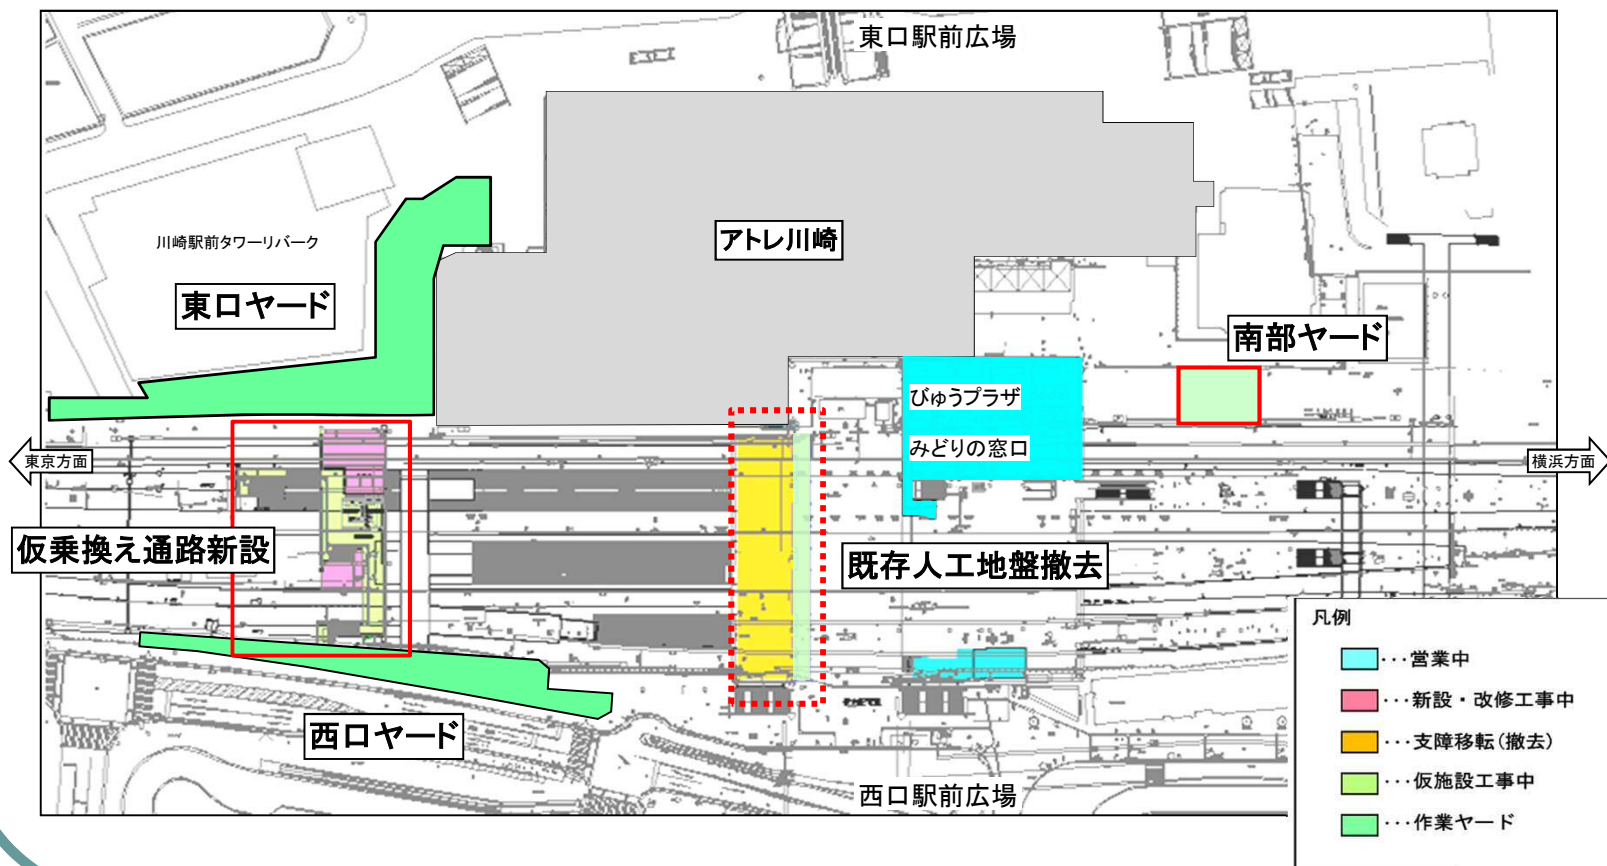 東口駅前広場
アトレ川崎
川崎駅前タワーリバーク
東口ヤード
南部ヤード
びゅうプラザ
みどりの窓口
東京方面
横浜方面
仮乗換え通路新設
既存人工地盤撤去
西口ヤード
西口駅前広場
凡例
・・・営業中
・・・新設・改修工事中
・・・支障移転(撤去)
・・・仮施設工事中
・・・作業ヤード